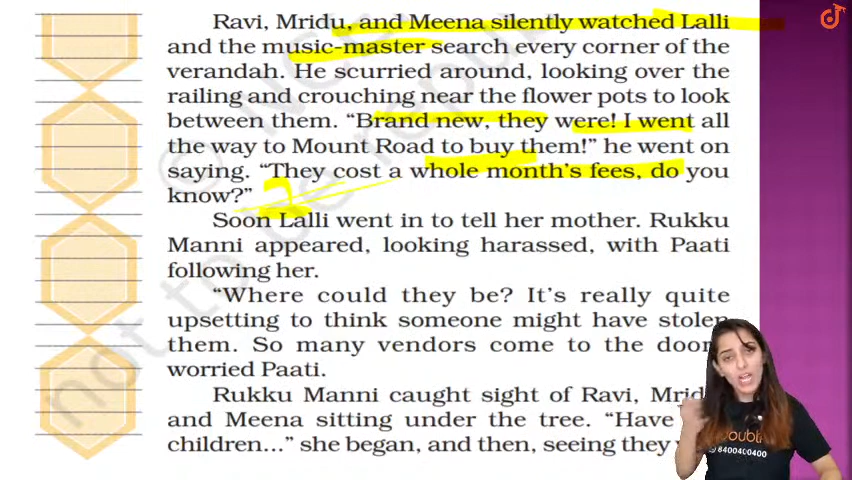 Ravi, Mridu, and Meena silently watched Lalli
and the music-master search every corner of the
verandah. He scurried around, looking over the
railing and crouching near the flower pots to look
between them. “Brand new, they were! I went all
the way to Mount Road to buy them!” he went on
saying. “They cost a whole month’s fees, do you
know?”
Soon Lalli went in to tell her mother. Rukku
Manni appeared, looking harassed, with Paati
following her.
“Where could they be? It’s really quite
upsetting to think someone might have stolen
them. So many vendors come to the door,
worried Paati.
Rukku Manni caught sight of Ravi, Mridu
and Meena sitting under the tree. “Have
children...” she began, and then, seeing they
8400400400
not to be republ